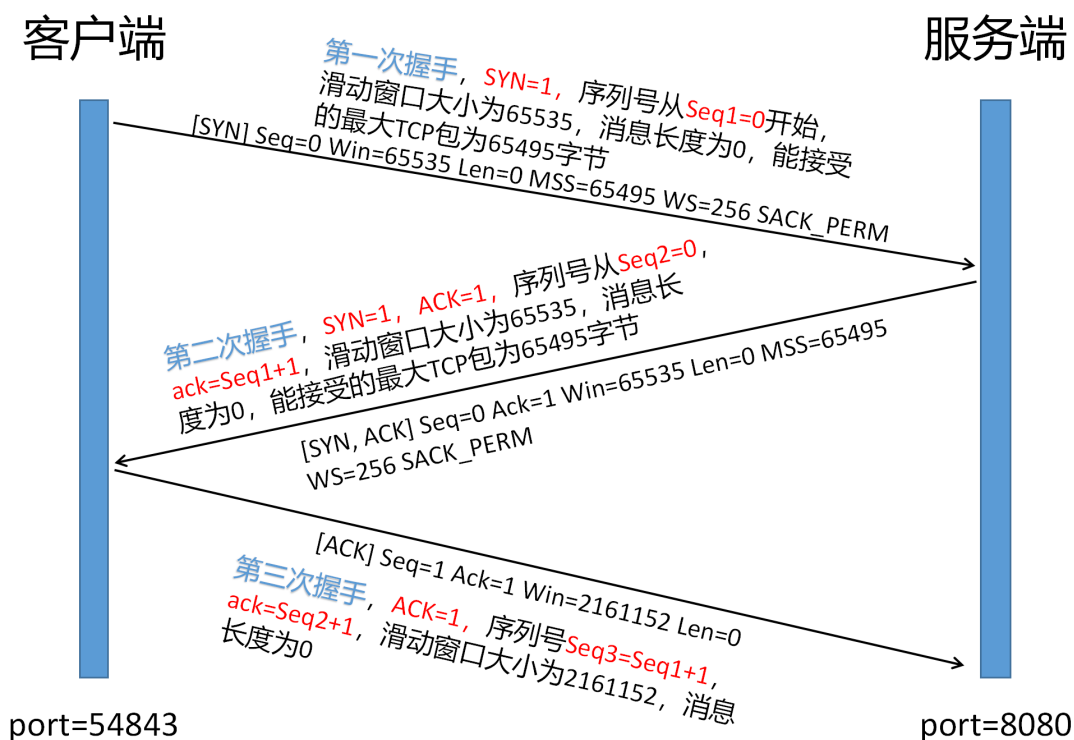 客户端
服务端
第一次握手，SYN=1，序列号从Seq1=0开始，
滑动窗口大小为65535，消息长度为0，能接受
的最大TCP包为65495字节
[SYN] Seq=0 Win=65535 Len=0 MSS=65495 WS=256 SACK_PERM
第二次握手，SYN=1，ACK=1，序列号从Seq2=0，
ack=Seq1+1，滑动窗口大小为65535，消息长
度为0，能接受的最大TCP包为65495字节
[SYN, ACK] Seq=0 Ack=1 Win=65535 Len=0 MSS=65495
WS=256 SACK_PERM
[ACK] Seq=1 Ack=1 Win=2161152 Len=0
第三次握手，ACK=1，序列号Seq3=Seq1+1，
ack=Seq2+1，滑动窗口大小为2161152，消息
长度为0
port=54843
port=8080